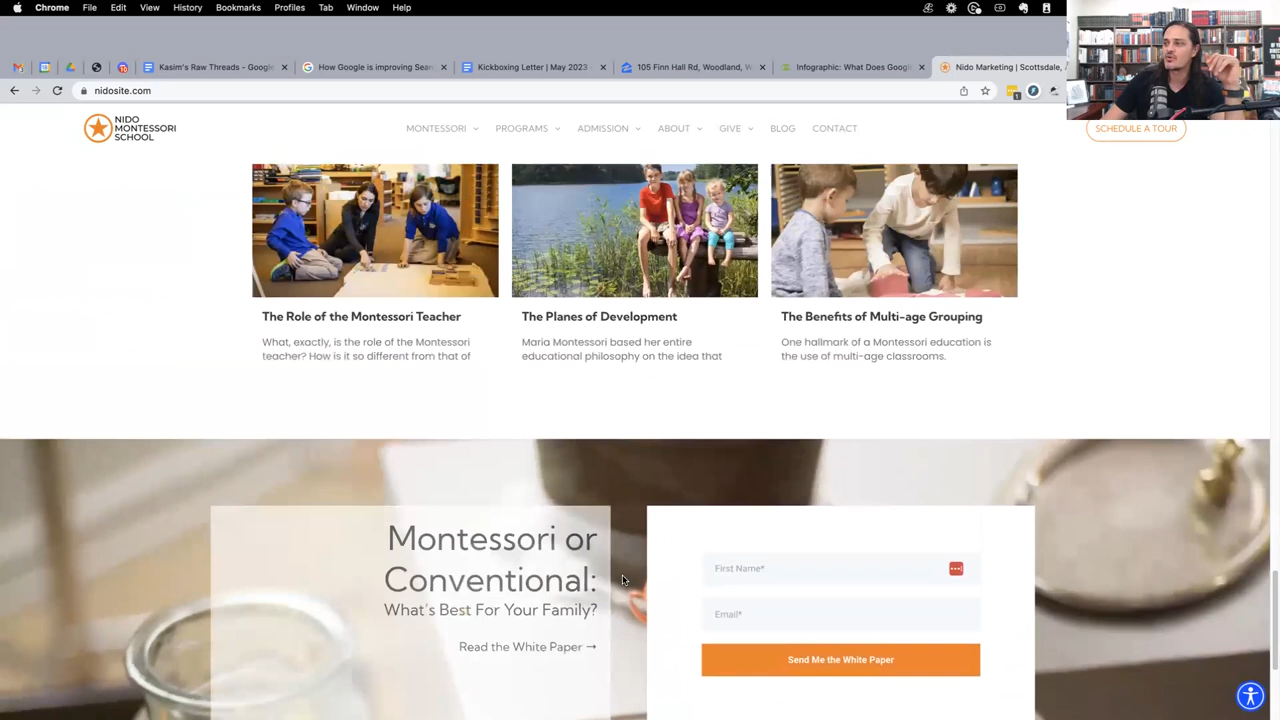 Chrome File Edit View History Bookmarks Profiles Tab Window Help
Kasim's Raw Threads - Google
How Google is improving Sear
Kickboxing Letter | May 2023
105 Finn Hall Rd, Woodland, W
Infographic: What Does Googl
Nido Marketing | Scottsdale,
nidosite.com
NIDO
MONTESSORI
SCHOOL
MONTESSORI PROGRAMS ADMISSION ABOUT GIVE BLOG CONTACT
SCHEDULE A TOUR
The Role of the Montessori Teacher
What, exactly, is the role of the Montessori
teacher? How is it so different from that of
The Planes of Development
Maria Montessori based her entire
educational philosophy on the idea that
The Benefits of Multi-age Grouping
One hallmark of a Montessori education is
the use of multi-age classrooms.
Montessori or
Conventional:
What's Best For Your Family?
Read the White Paper →
First Name*
Email*
Send Me the White Paper